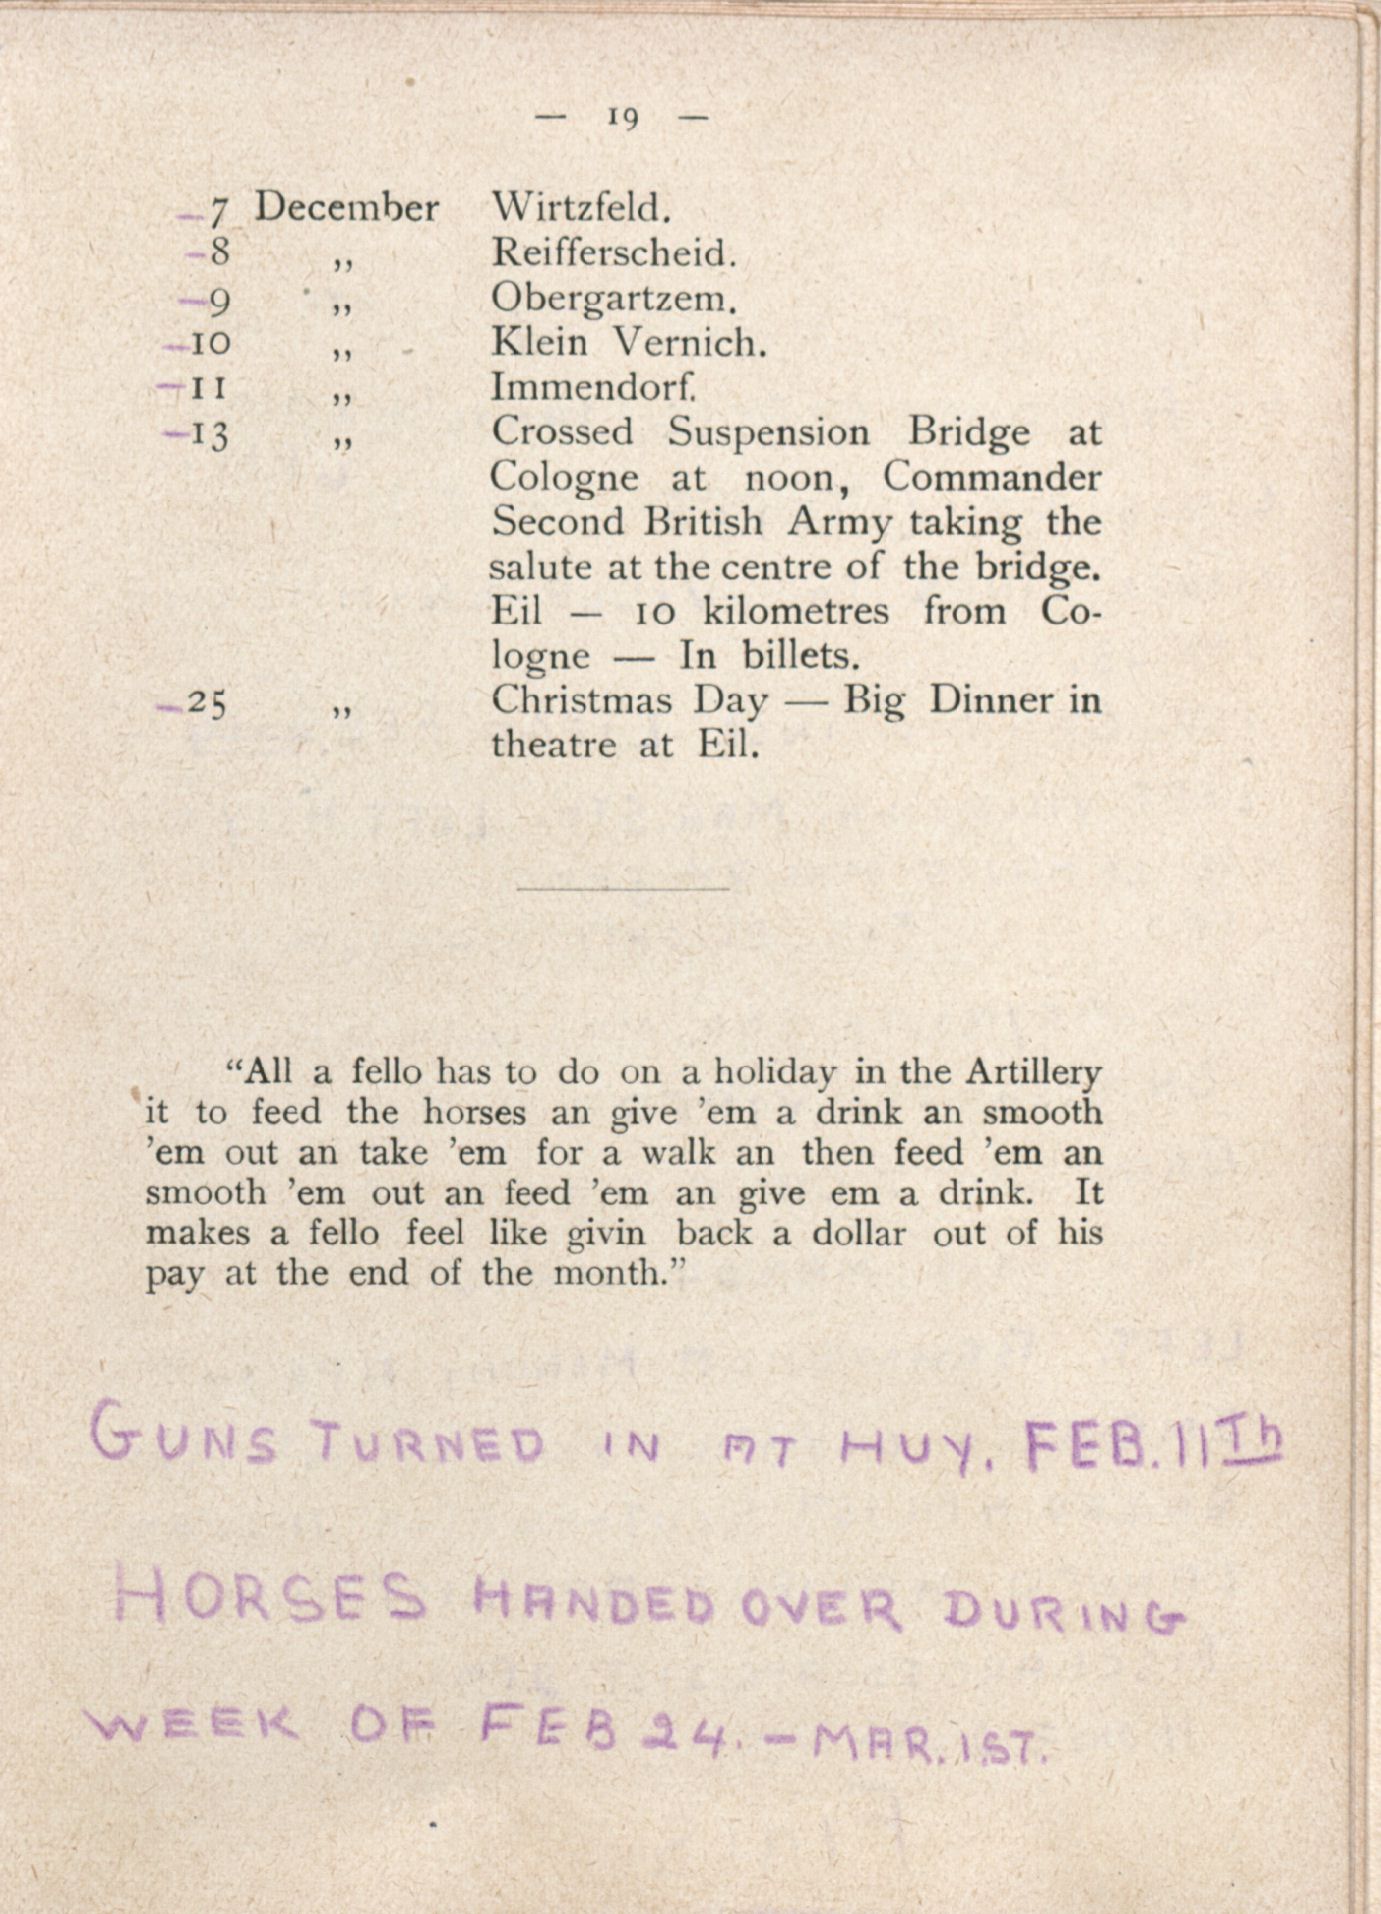 — 19 —
7 December Wirtzfeld.
8 „ Reifferscheid.
9 „ Obergartzem.
10 „ Klein Vernich.
11 „ Immendorf.
13 „ Crossed Suspension Bridge at
Cologne at noon, Commander
Second British Army taking the
salute at the centre of the bridge.
Eil — 10 kilometres from Co-
logne — In billets.
25 „ Christmas Day — Big Dinner in
theatre at Eil.
“All a fello has to do on a holiday in the Artillery
it to feed the horses an give ’em a drink an smooth
’em out an take ’em for a walk an then feed ’em an
smooth ’em out an feed ’em an give em a drink. It
makes a fello feel like givin back a dollar out of his
pay at the end of the month.”
GUNS TURNED IN AT HUY. FEB. 11Th
HORSES HANDED OVER DURING
WEEK OF FEB 24. - MAR. 1.ST.